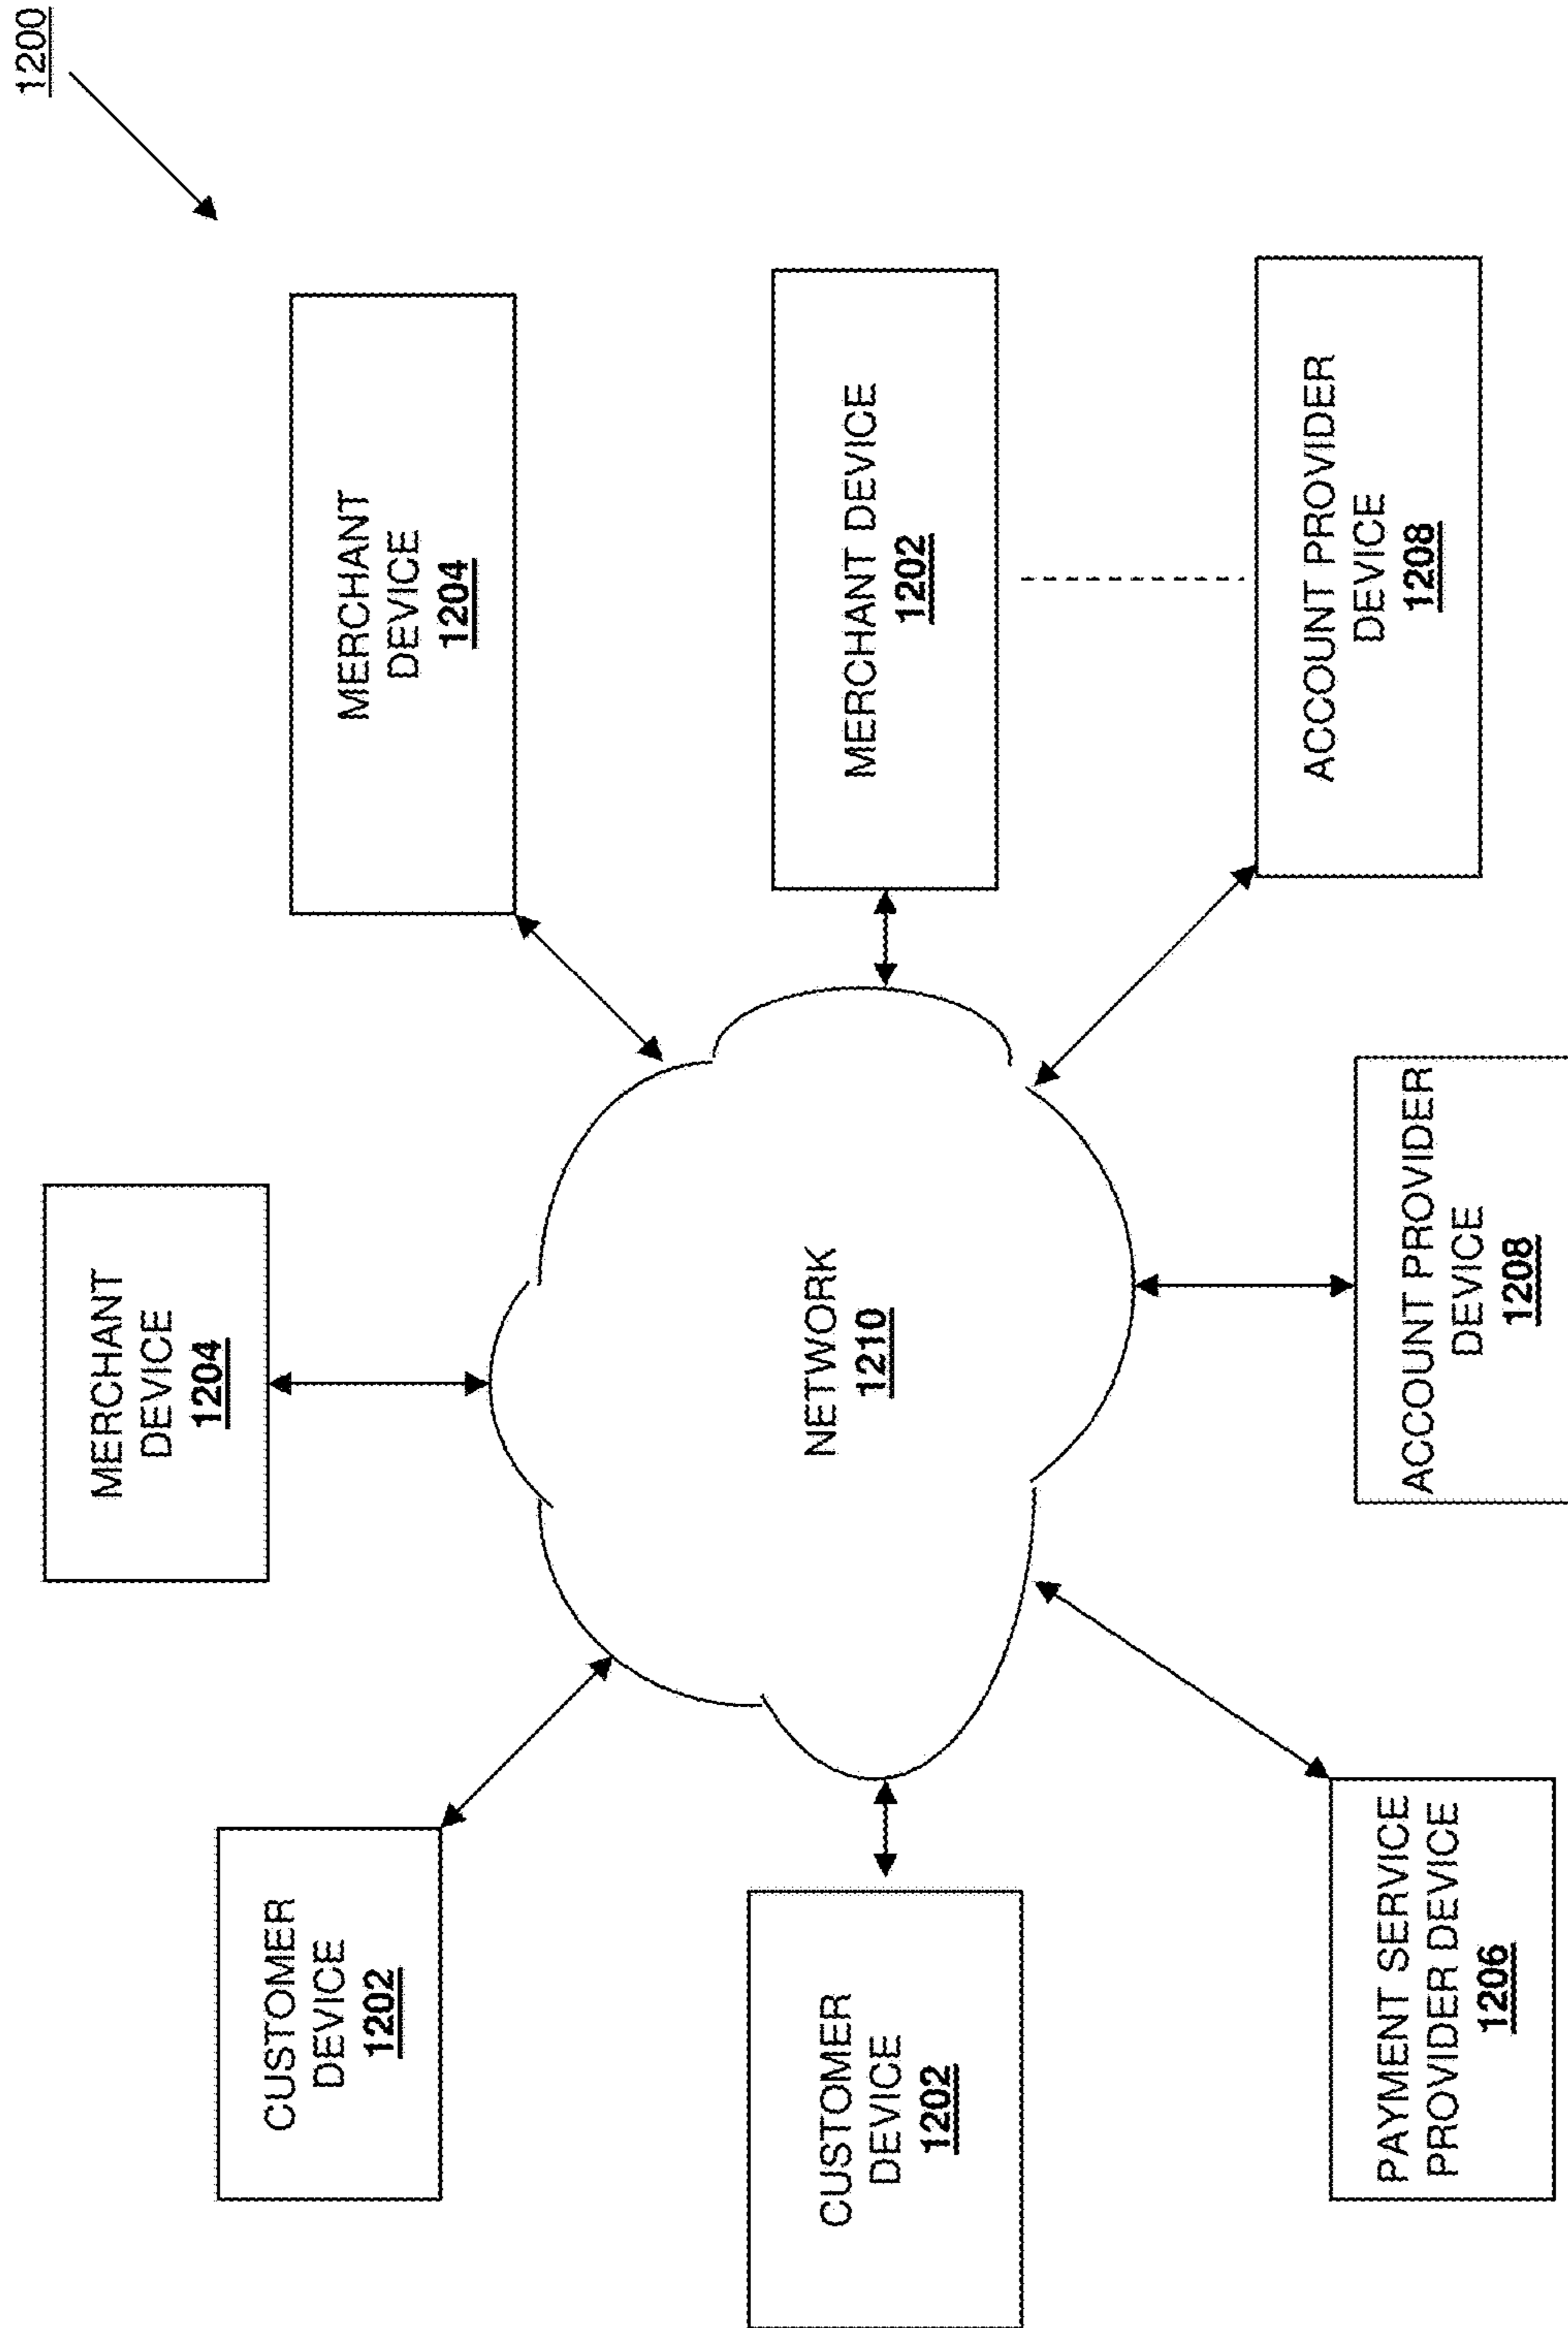 1200
MERCHANT
DEVICE
1204
CUSTOMER
DEVICE
1202
MERCHANT
DEVICE
1204
CUSTOMER
DEVICE
1202
NETWORK
1210
MERCHANT DEVICE
1202
PAYMENT SERVICE
PROVIDER DEVICE
1206
ACCOUNT PROVIDER
DEVICE
1208
ACCOUNT PROVIDER
DEVICE
1208